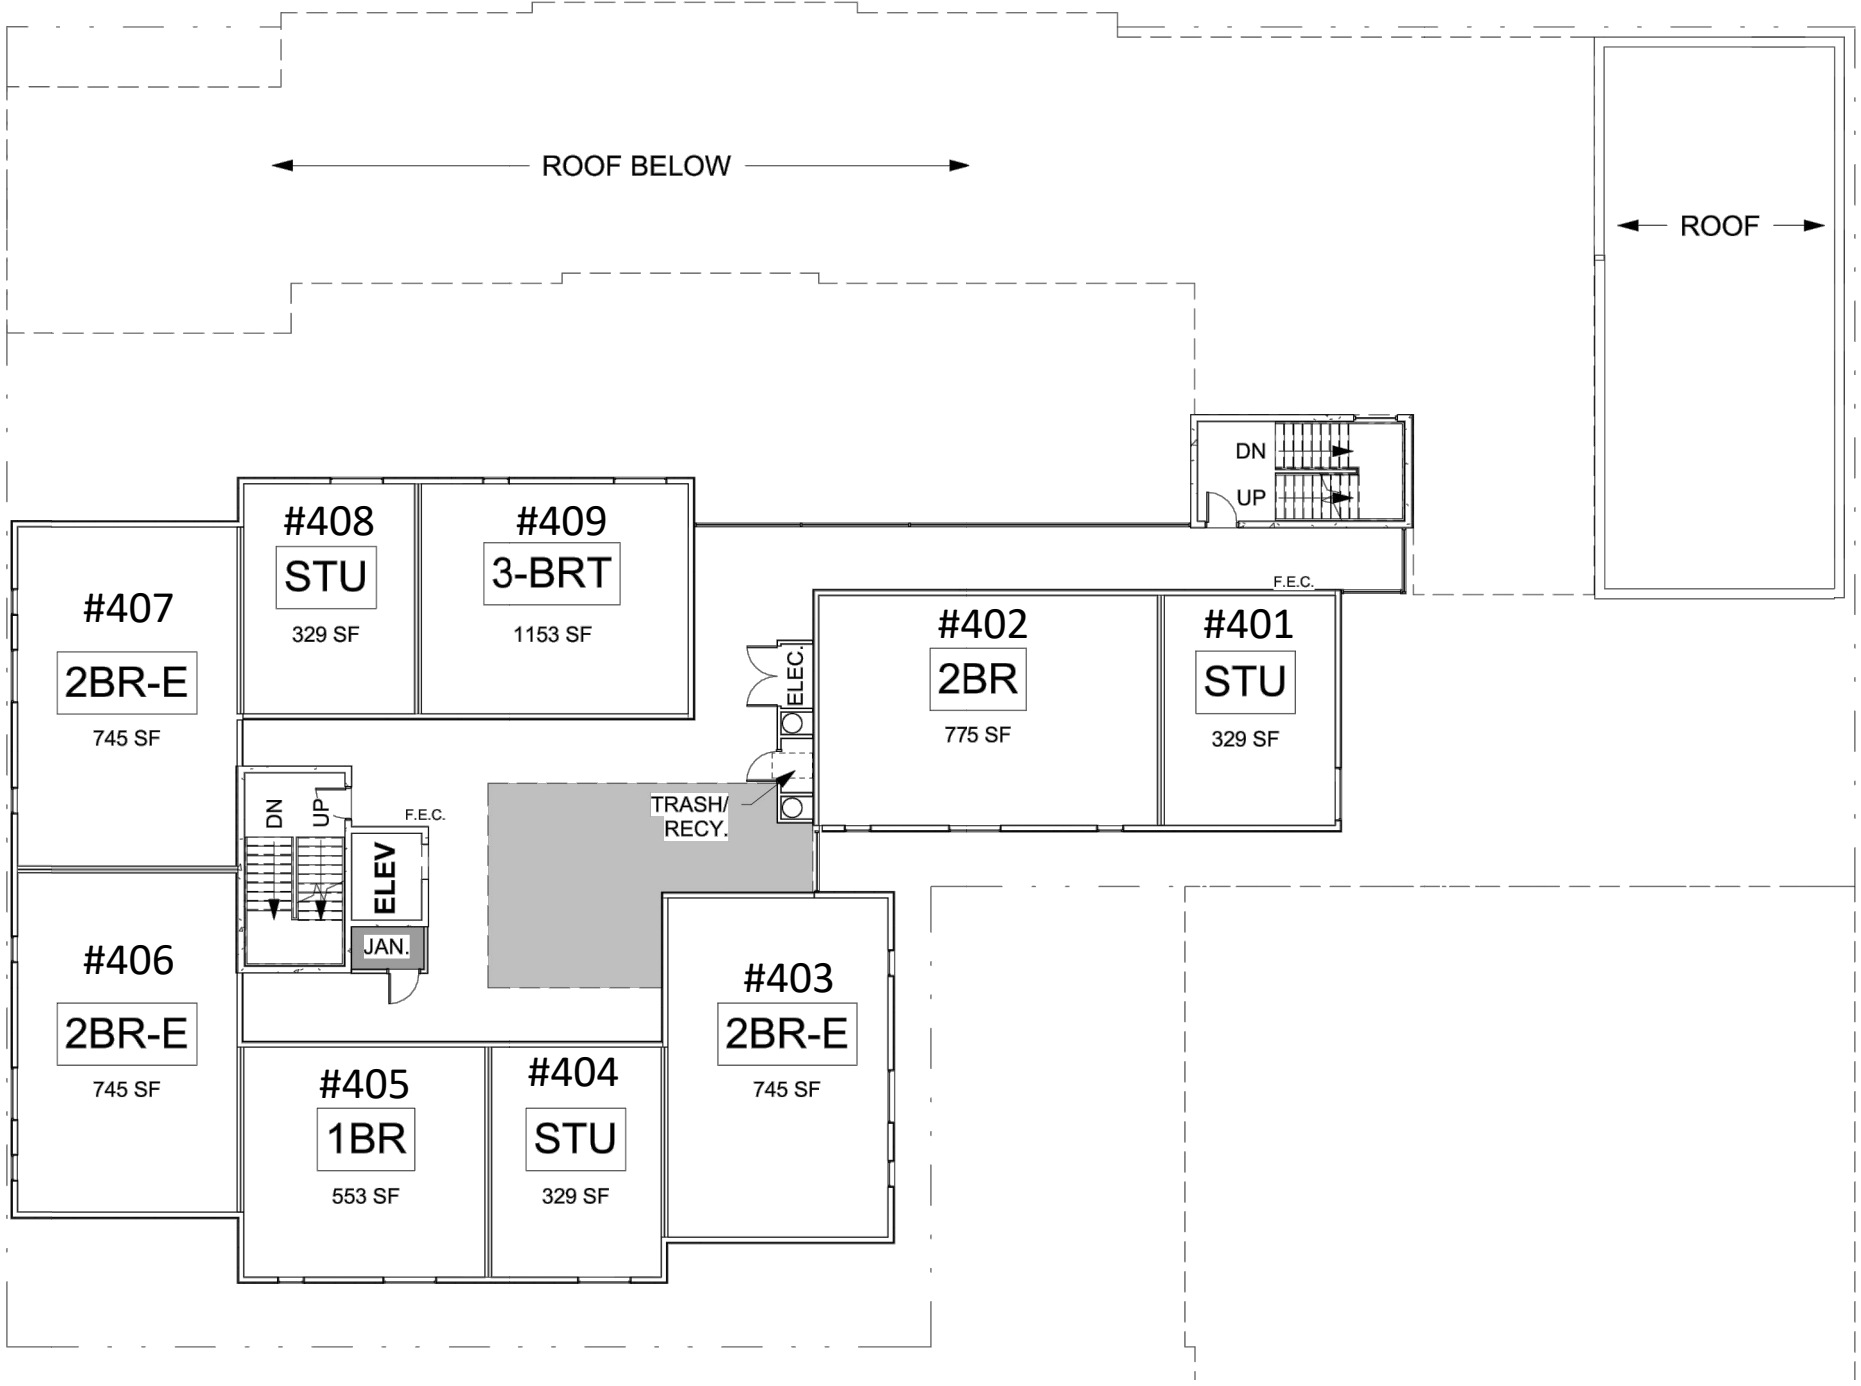 ROOF BELOW
ROOF
DN
UP
F.E.C.
#408
STU
329 SF
#409
3-BRT
1153 SF
#407
2BR-E
745 SF
#402
2BR
775 SF
#401
STU
329 SF
ELEC.
TRASH/
RECY.
DN
UP
F.E.C.
ELEV
JAN.
#406
2BR-E
745 SF
#403
2BR-E
745 SF
#405
1BR
553 SF
#404
STU
329 SF